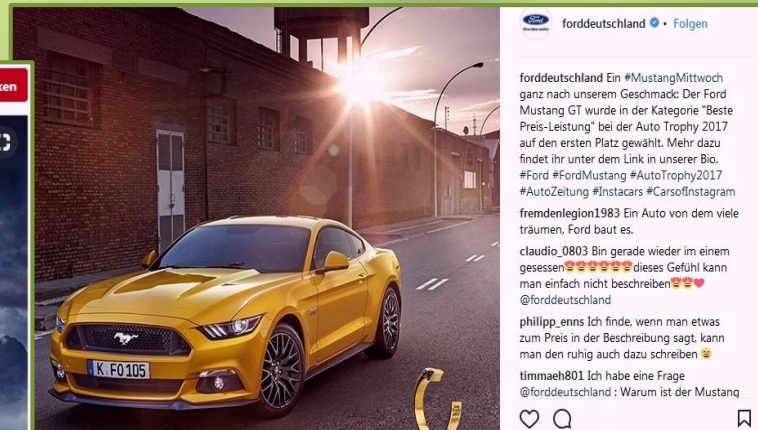 ken
Ford
forddeutschland • Folgen
forddeutschland Ein #MustangMittwoch
ganz nach unserem Geschmack: Der Ford
Mustang GT wurde in der Kategorie "Beste
Preis-Leistung" bei der Auto Trophy 2017
auf den ersten Platz gewählt. Mehr dazu
findet ihr unter dem Link in unserer Bio.
#Ford #FordMustang #AutoTrophy2017
#AutoZeitung #Instacars #CarsofInstagram
fremdenlegion1983 Ein Auto von dem viele
träumen, Ford baut es.
claudio_0803 Bin gerade wieder im einem
gesessen😍😍😍😍😍😍dieses Gefühl kann
man einfach nicht beschreiben😍😍❤
@forddeutschland
philipp_enns Ich finde, wenn man etwas
zum Preis in der Beschreibung sagt, kann
man den ruhig auch dazu schreiben
timmaeh801 Ich habe eine Frage
@forddeutschland : Warum ist der Mustang
K FO 105